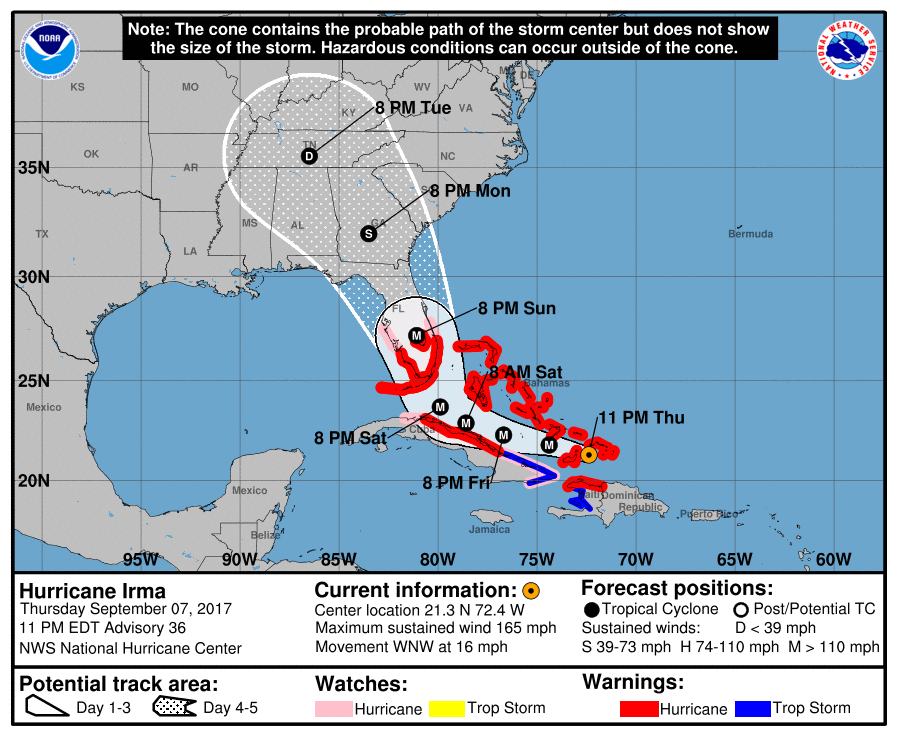 Note: The cone contains the probable path of the storm center but does not show
the size of the storm. Hazardous conditions can occur outside of the cone.
NOAA
NATIONAL WEATHER SERVICE
KS
MO
WV
DE
8 PM Tue
KY
VA
OK
AR
TN
NC
35N
8 PM Mon
MS
AL
GA
TX
LA
Bermuda
30N
FL
8 PM Sun
25N
8 AM Sat
Bahamas
Mexico
11 PM Thu
8 PM Sat
Cuba
20N
8 PM Fri
Mexico
Haiti
Dominican
Republic
Puerto Rico
Jamaica
Belize
95W
90W
85W
80W
75W
70W
65W
60W
D
S
M
M
M
M
M
Hurricane Irma
Thursday September 07, 2017
11 PM EDT Advisory 36
NWS National Hurricane Center
Current information:
Center location 21.3 N 72.4 W
Maximum sustained wind 165 mph
Movement WNW at 16 mph
Forecast positions:
Tropical Cyclone Post/Potential TC
Sustained winds: D < 39 mph
S 39-73 mph H 74-110 mph M > 110 mph
Potential track area:
Day 1-3 Day 4-5
Watches:
Hurricane Trop Storm
Warnings:
Hurricane Trop Storm